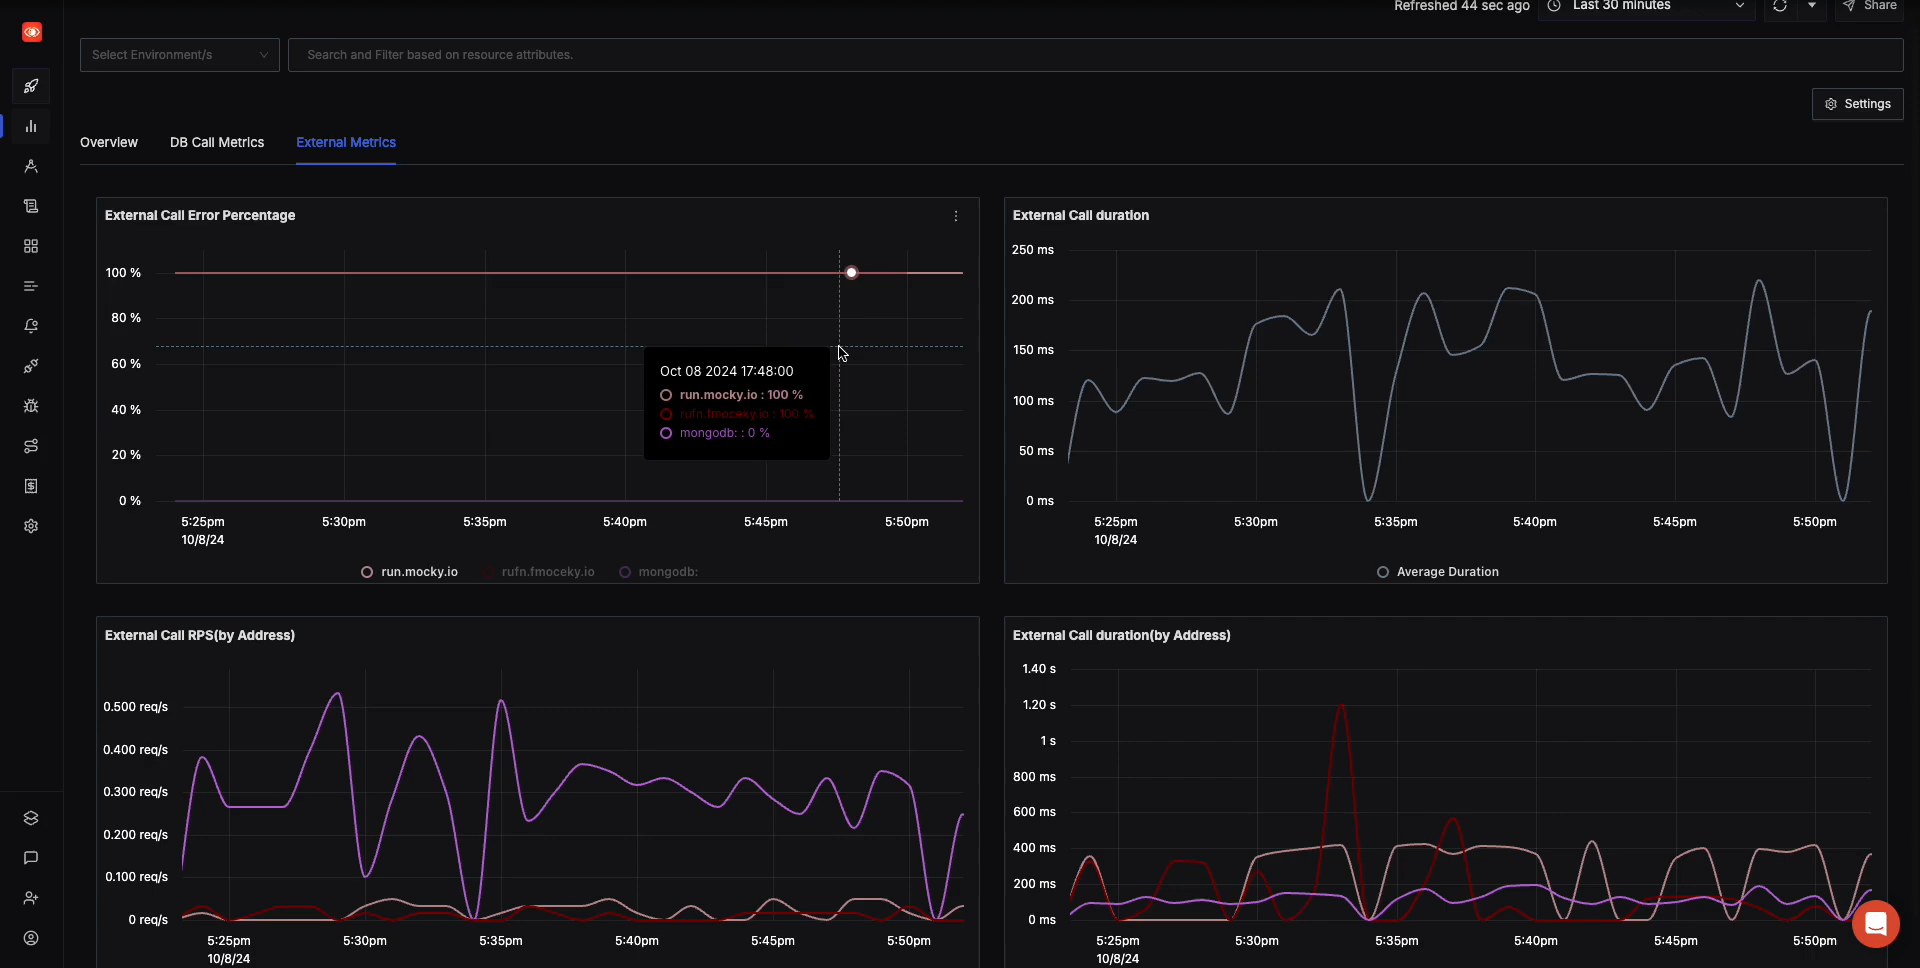 Refreshed 44 sec ago
Last 30 minutes
Share
Select Environment/s
Search and Filter based on resource attributes.
Settings
Overview
DB Call Metrics
External Metrics
External Call Error Percentage
100 %
80 %
60 %
40 %
20 %
0 %
Oct 08 2024 17:48:00
run.mocky.io : 100 %
rufn.fmoceky.io : 100 %
mongodb: : 0 %
5:25pm 5:30pm 5:35pm 5:40pm 5:45pm 5:50pm
10/8/24
run.mocky.io rufn.fmoceky.io mongodb:
External Call duration
250 ms
200 ms
150 ms
100 ms
50 ms
0 ms
5:25pm 5:30pm 5:35pm 5:40pm 5:45pm 5:50pm
10/8/24
Average Duration
External Call RPS(by Address)
0.500 req/s
0.400 req/s
0.300 req/s
0.200 req/s
0.100 req/s
0 req/s
5:25pm 5:30pm 5:35pm 5:40pm 5:45pm 5:50pm
10/8/24
External Call duration(by Address)
1.40 s
1.20 s
1 s
800 ms
600 ms
400 ms
200 ms
0 ms
5:25pm 5:30pm 5:35pm 5:40pm 5:45pm 5:50pm
10/8/24